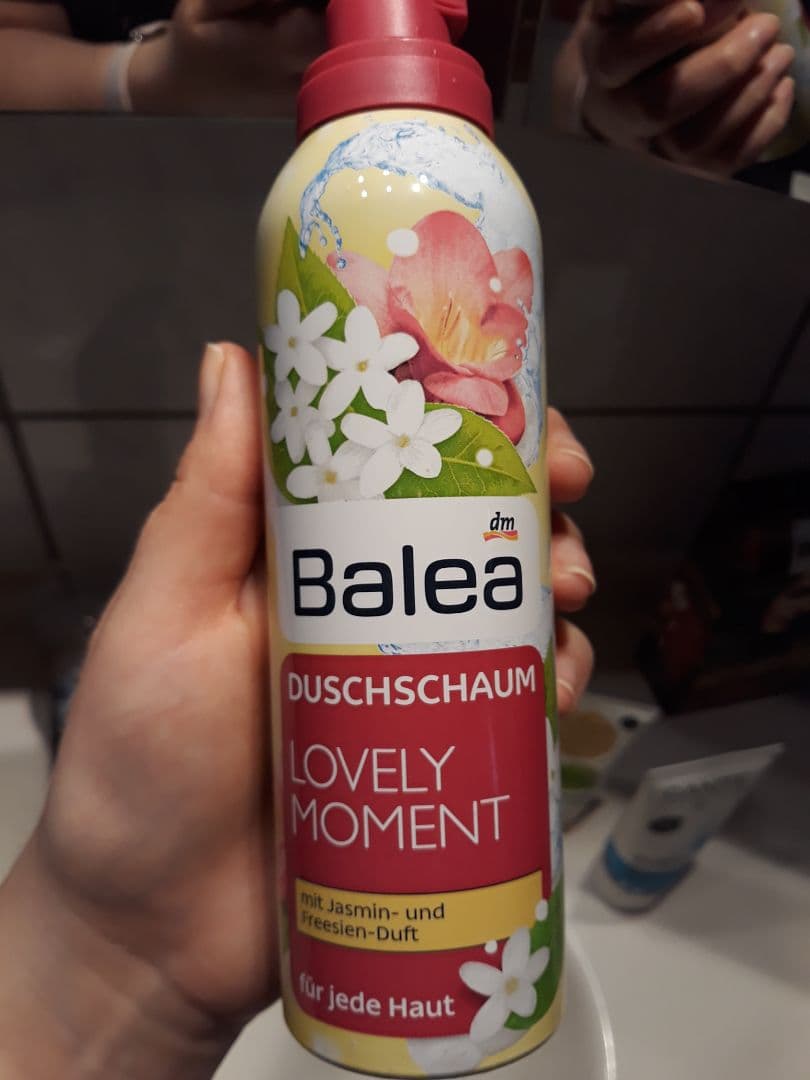 dm
Balea
DUSCHSCHAUM
LOVELY
MOMENT
mit Jasmin- und
Freesien-Duft
für jede Haut